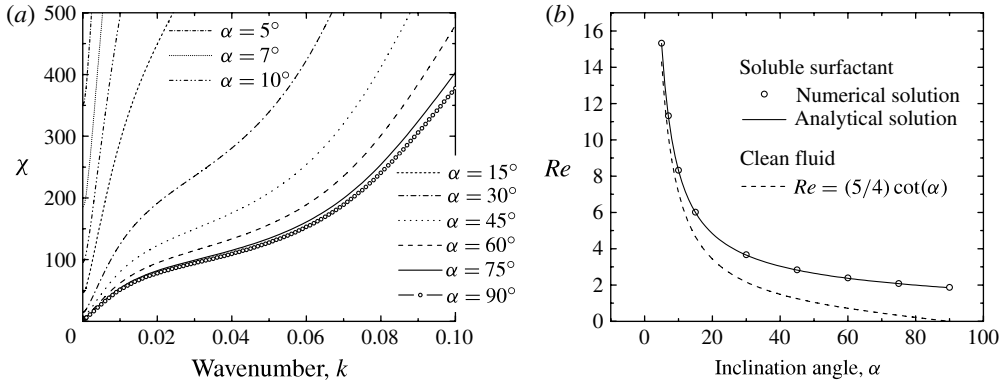 (a)
500
400
300
χ
200
100
0
0.02
0.04
0.06
0.08
0.10
Wavenumber, k
α = 5°
α = 7°
α = 10°
α = 15°
α = 30°
α = 45°
α = 60°
α = 75°
α = 90°
(b)
16
14
12
10
8
6
4
2
0
Re
0
20
40
60
80
100
Inclination angle, α
Soluble surfactant
Numerical solution
Analytical solution
Clean fluid
Re = (5/4) cot(α)